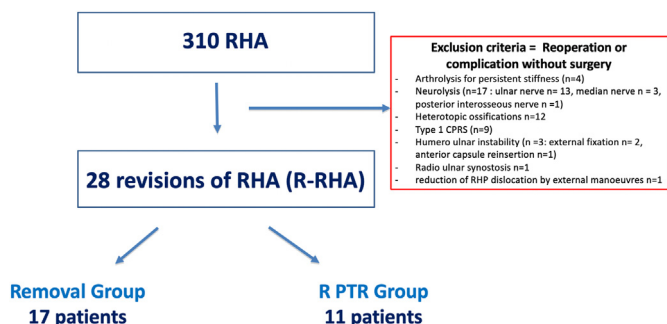 310 RHA
Exclusion criteria = Reoperation or
complication without surgery
- Arthrolysis for persistent stiffness (n=4)
- Neurolysis (n=17 : ulnar nerve n= 13, median nerve n = 3,
posterior interosseous nerve n =1)
- Heterotopic ossifications n=12
- Type 1 CPRS (n=9)
- Humero ulnar instability (n =3: external fixation n= 2,
anterior capsule reinsertion n=1)
- Radio ulnar synostosis n=1
- reduction of RHP dislocation by external manoeuvres n=1
28 revisions of RHA (R-RHA)
Removal Group
17 patients
R PTR Group
11 patients